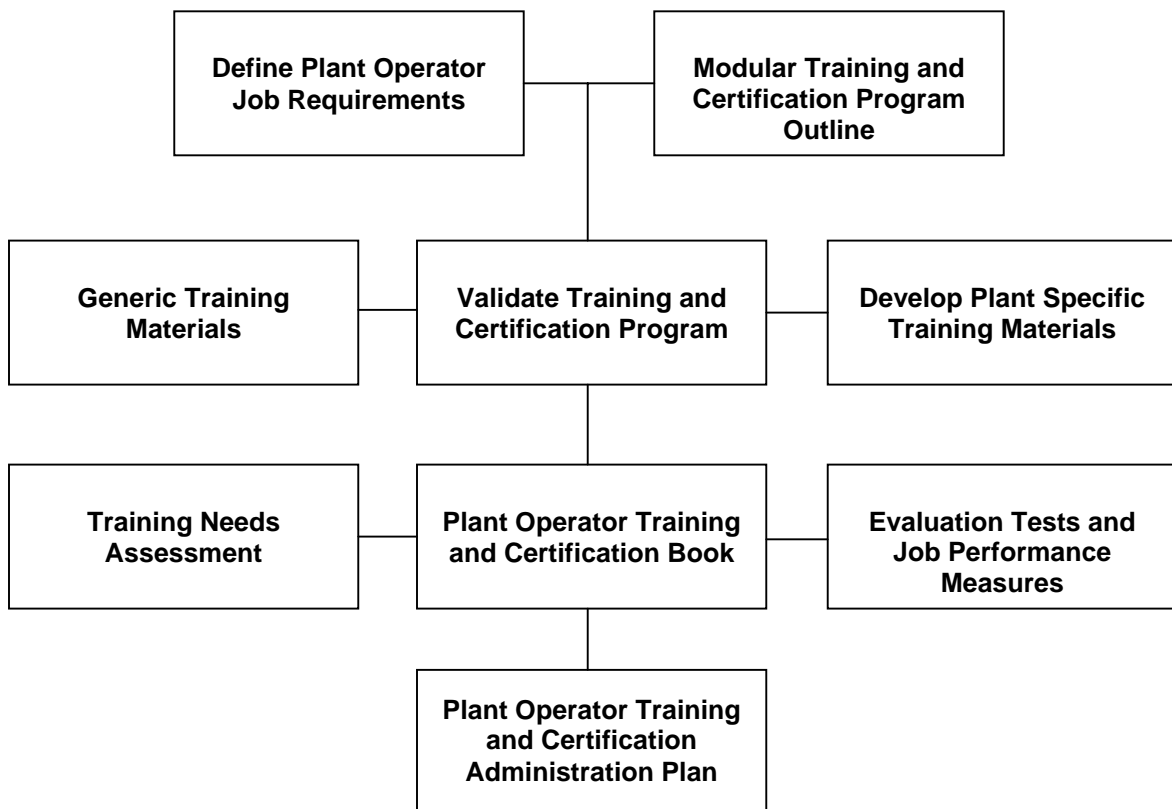 Define Plant Operator
Job Requirements
Modular Training and
Certification Program
Outline
Generic Training
Materials
Validate Training and
Certification Program
Develop Plant Specific
Training Materials
Training Needs
Assessment
Plant Operator Training
and Certification Book
Evaluation Tests and
Job Performance
Measures
Plant Operator Training
and Certification
Administration Plan